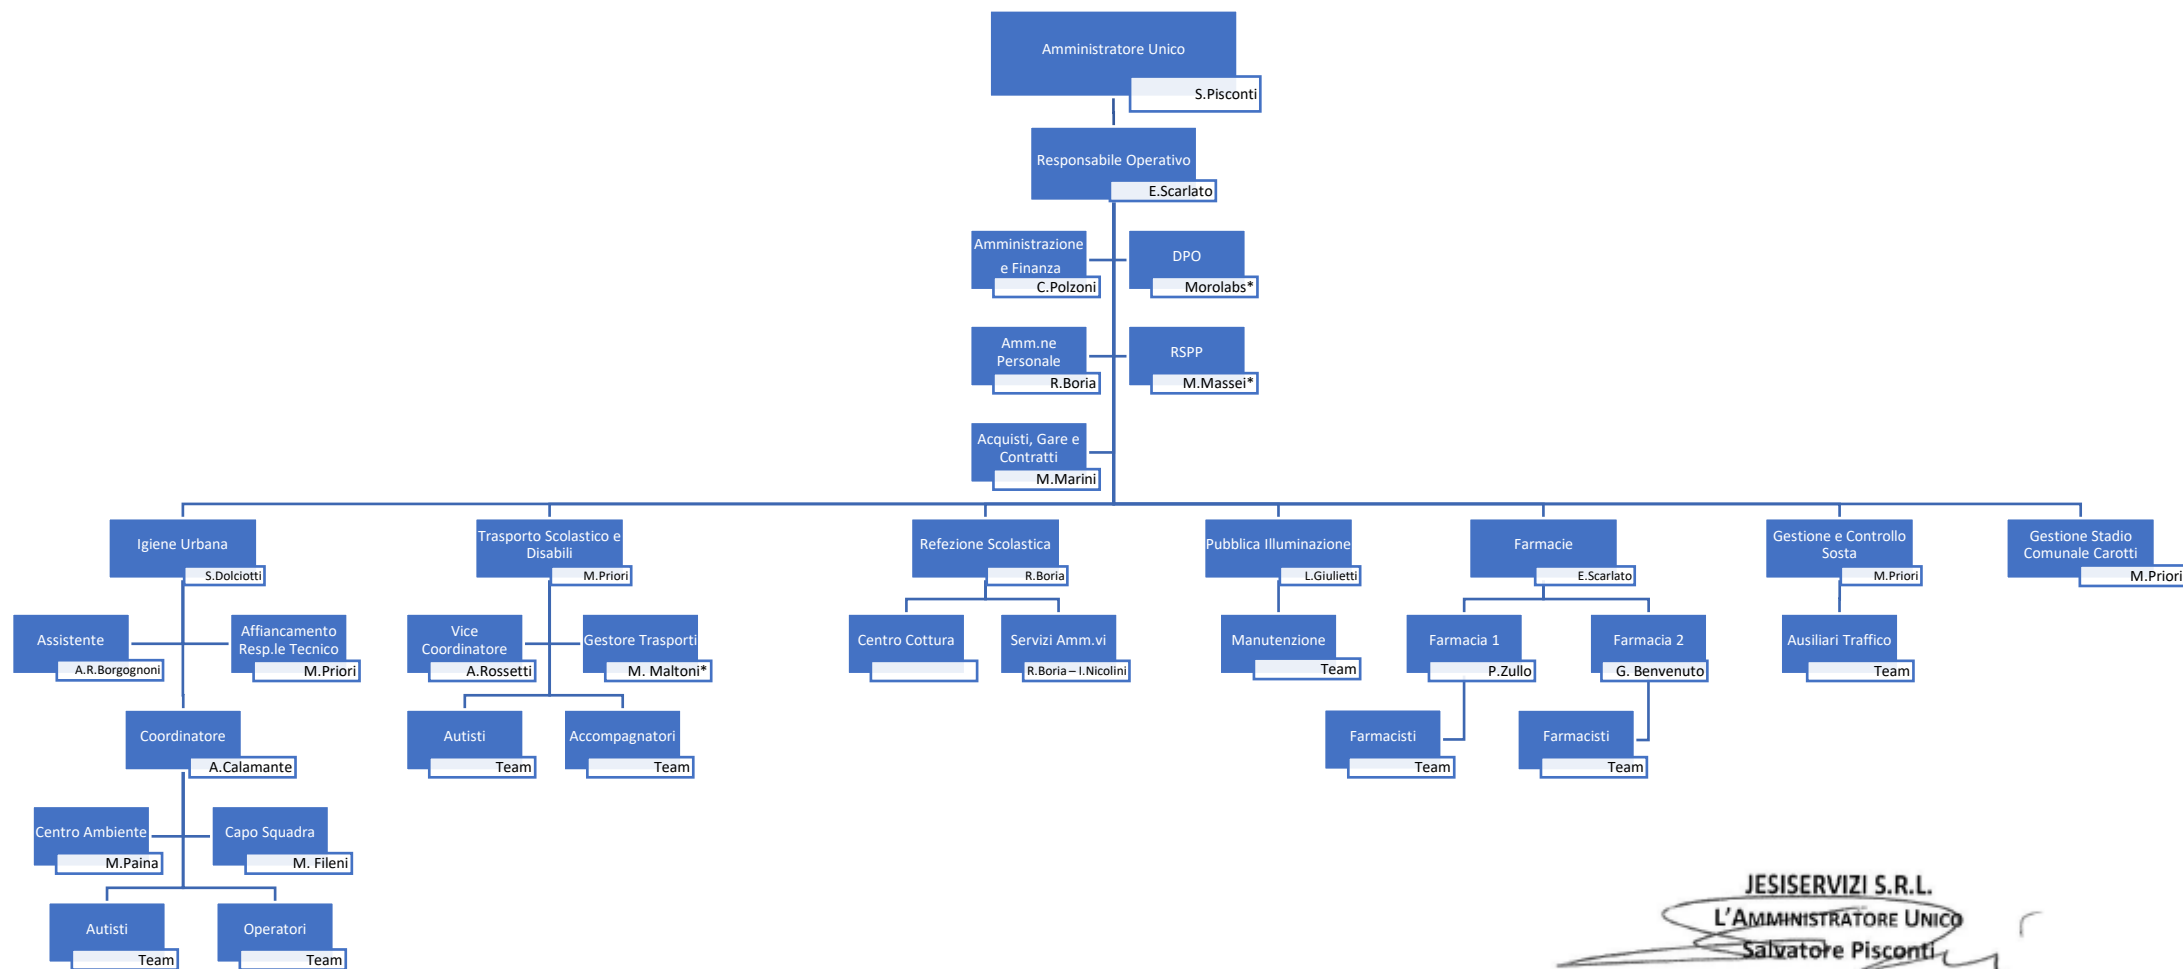 Amministratore Unico
S.Pisconti
Responsabile Operativo
E.Scarlato
Amministrazione
e Finanza
C.Polzoni
DPO
Morolabs*
Amm.ne
Personale
R.Boria
RSPP
M.Massei*
Acquisti, Gare e
Contratti
M.Marini
Igiene Urbana
S.Dolciotti
Trasporto Scolastico e
Disabili
M.Priori
Refezione Scolastica
R.Boria
Pubblica Illuminazione
L.Giulietti
Farmacie
E.Scarlato
Gestione e Controllo
Sosta
M.Priori
Gestione Stadio
Comunale Carotti
M.Priori
Assistente
A.R.Borgognoni
Affiancamento
Resp.le Tecnico
M.Priori
Vice
Coordinatore
A.Rossetti
Gestore Trasporti
M. Maltoni*
Centro Cottura
Servizi Amm.vi
R.Boria – I.Nicolini
Manutenzione
Team
Farmacia 1
P.Zullo
Farmacia 2
G. Benvenuto
Ausiliari Traffico
Team
Coordinatore
A.Calamante
Autisti
Team
Accompagnatori
Team
Farmacisti
Team
Farmacisti
Team
Centro Ambiente
M.Paina
Capo Squadra
M. Fileni
Autisti
Team
Operatori
Team
JESISERVIZI S.R.L.
L'AMMINISTRATORE UNICO
Salvatore Pisconti